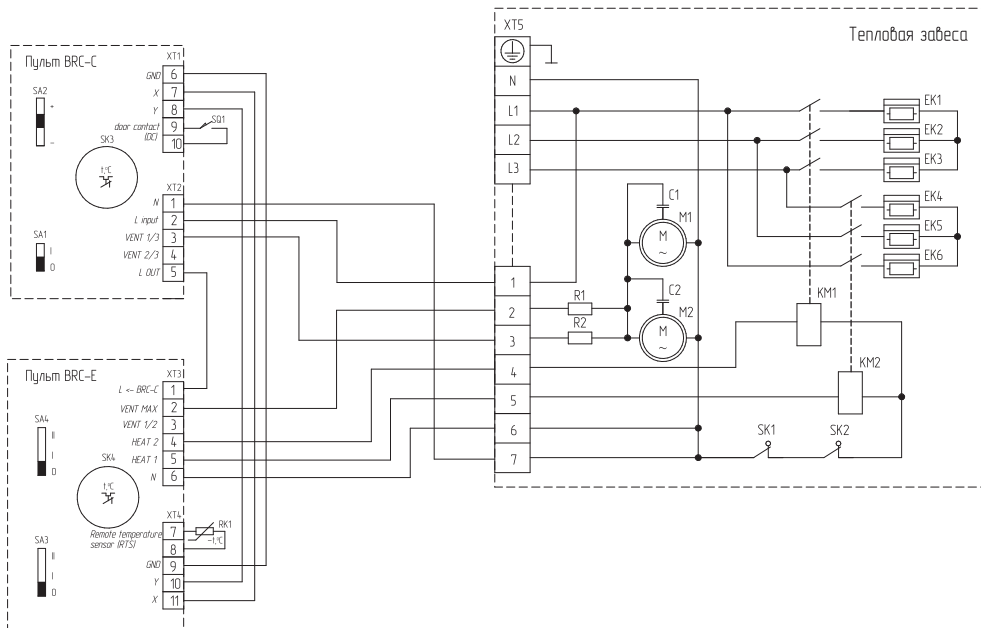 Пульт BRC-C
XT1
SA2
+
-
GND 6
X 7
Y 8
door contact (DC) 9
10
SQ1
SK3
t,°C
XT2
N 1
L input 2
VENT 1/3 3
VENT 2/3 4
L OUT 5
SA1
I
0
Пульт BRC-E
XT3
L <- BRC-C 1
VENT MAX 2
VENT 1/2 3
HEAT 2 4
HEAT 1 5
N 6
SA4
II
I
0
SK4
t,°C
XT4
Remote temperature
sensor (RTS)
7
8
RK1
-t,°C
GND 9
Y 10
X 11
SA3
II
I
0
XT5
Тепловая завеса
N
L1
L2
L3
EK1
EK2
EK3
EK4
EK5
EK6
C1
M1
M
~
C2
M2
M
~
R1
R2
1
2
3
4
5
6
7
KM1
KM2
SK1
SK2